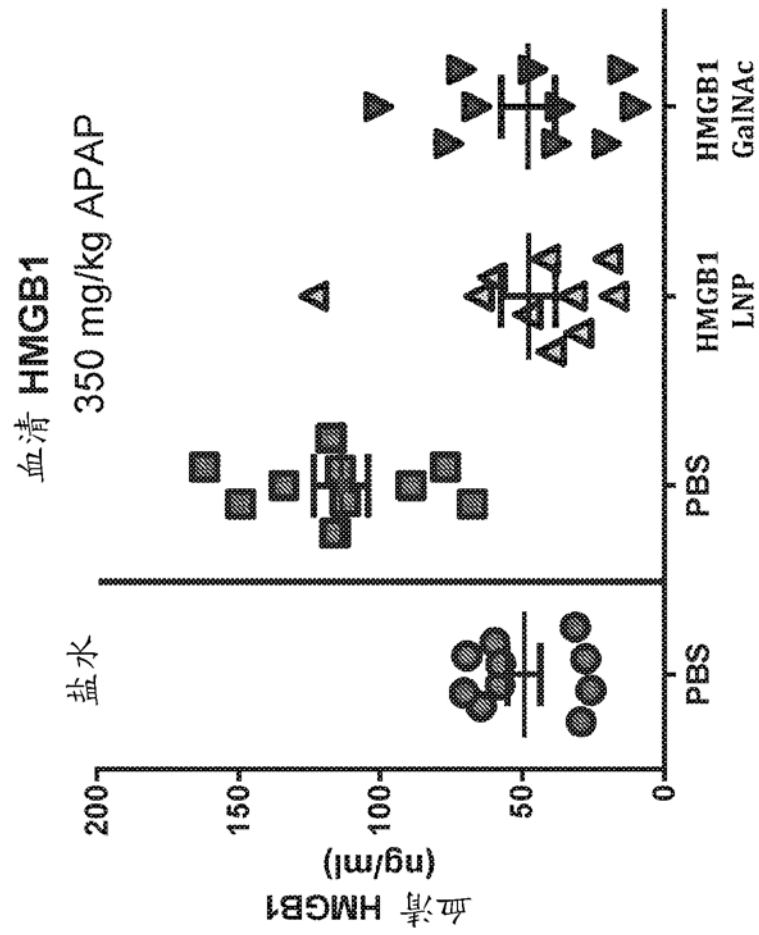 血清 HMGB1
350 mg/kg APAP
盐水
200
150
100
50
0
血清 HMGB1
(ng/ml)
PBS
PBS
HMGB1
LNP
HMGB1
GalNAc